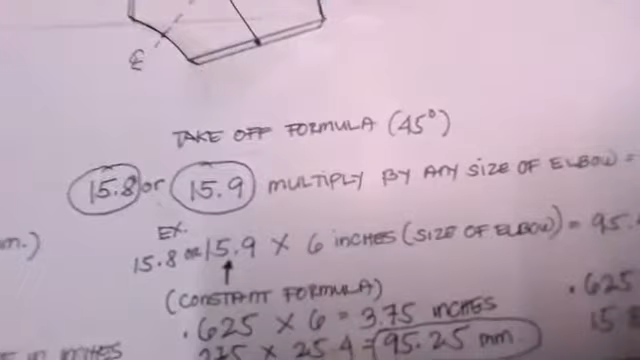 ℄
TAKE OFF FORMULA (45°)
15.8 or 15.9 MULTIPLY BY ANY SIZE OF ELBOW =
m.)
EX.
15.8 OR 15.9 X 6 INCHES (SIZE OF ELBOW) = 95.
(CONSTANT FORMULA)
.625 X 6 = 3.75 INCHES
.625
X 25.4 = 95.25 mm
15.8
IN INCHES